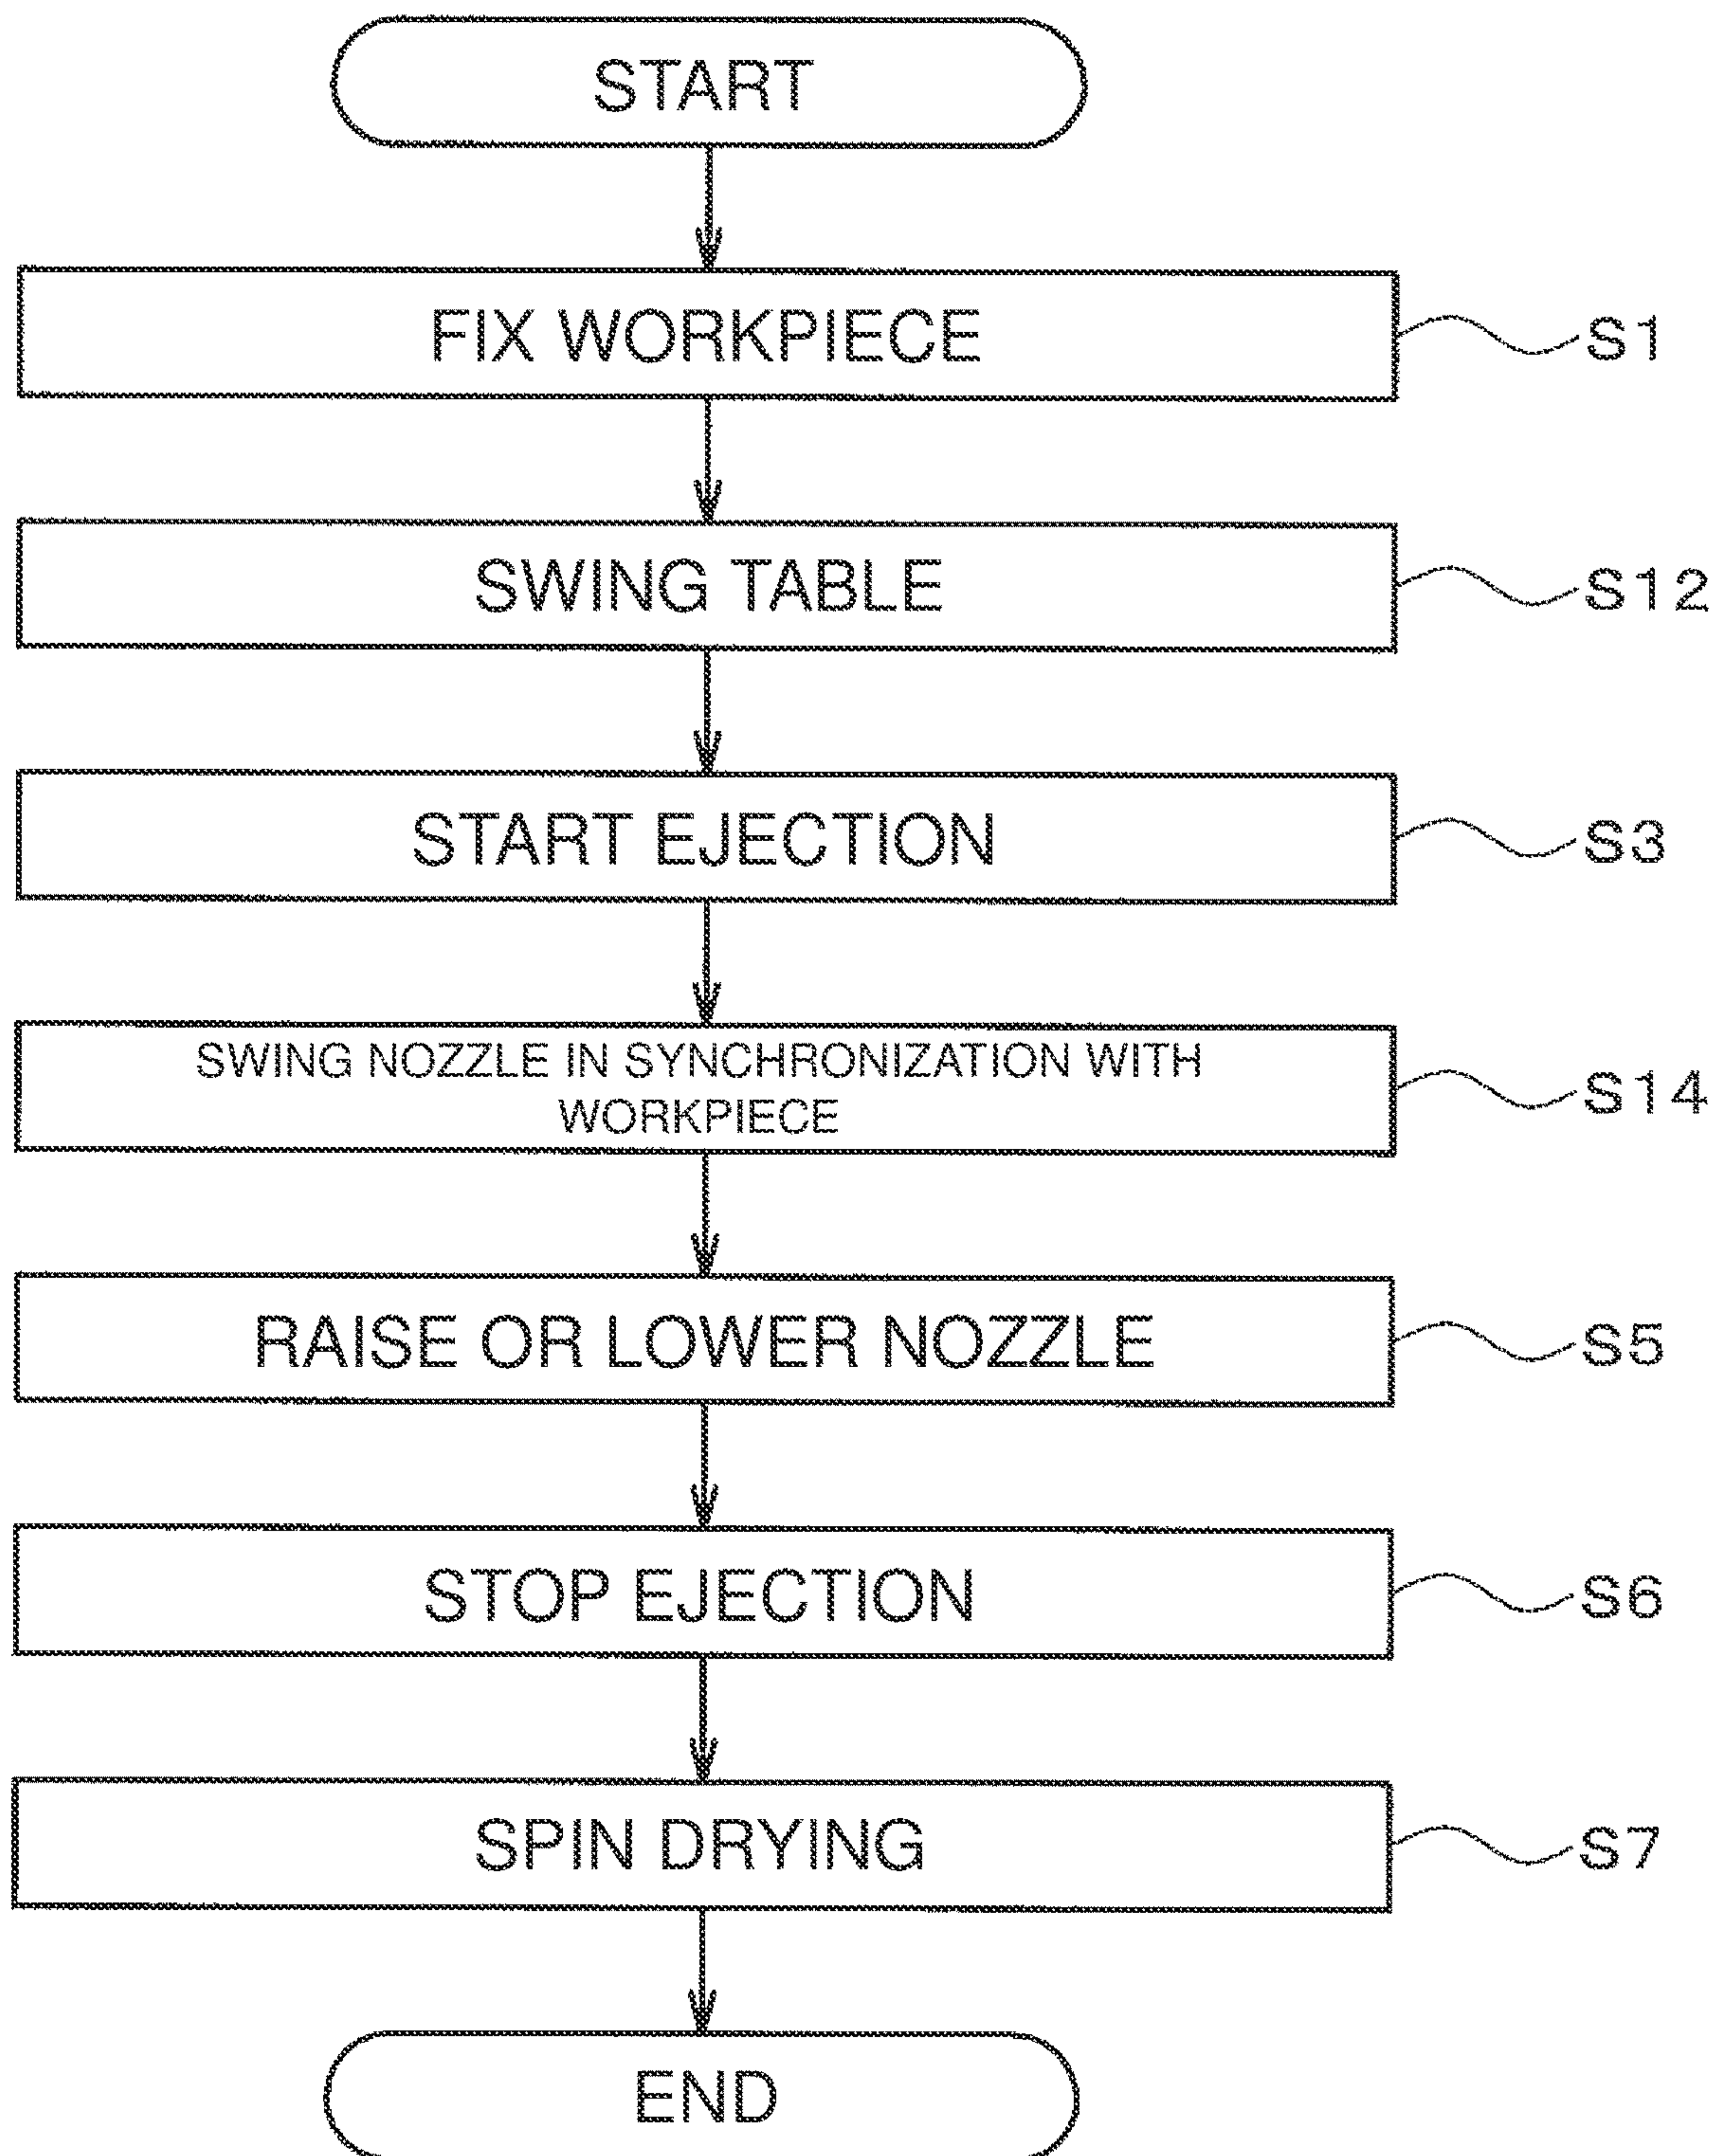 START
FIX WORKPIECE
S1
SWING TABLE
S12
START EJECTION
S3
SWING NOZZLE IN SYNCHRONIZATION WITH
WORKPIECE
S14
RAISE OR LOWER NOZZLE
S5
STOP EJECTION
S6
SPIN DRYING
S7
END